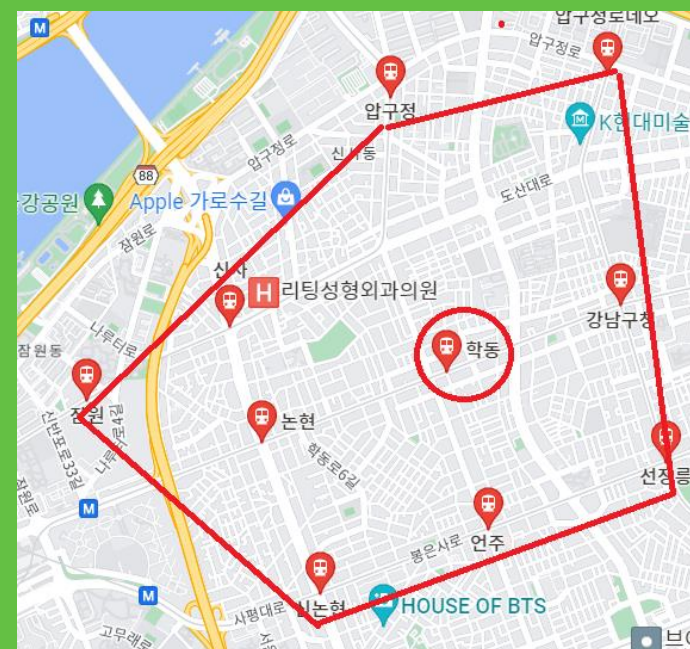 M
압구정로데오
압구정로
압구정
K현대미술
신사동
압구정로
88
강공원
Apple 가로수길
도산대로
잠원로
신사
H
리팅성형외과의원
강남구청
나루터로
잠원동
학동
잠원
논현
나루터로4길
신반포로33길
학동로6길
선정릉
잠원로
M
언주
봉은사로
M
신논현
HOUSE OF BTS
사평대로
고무래로